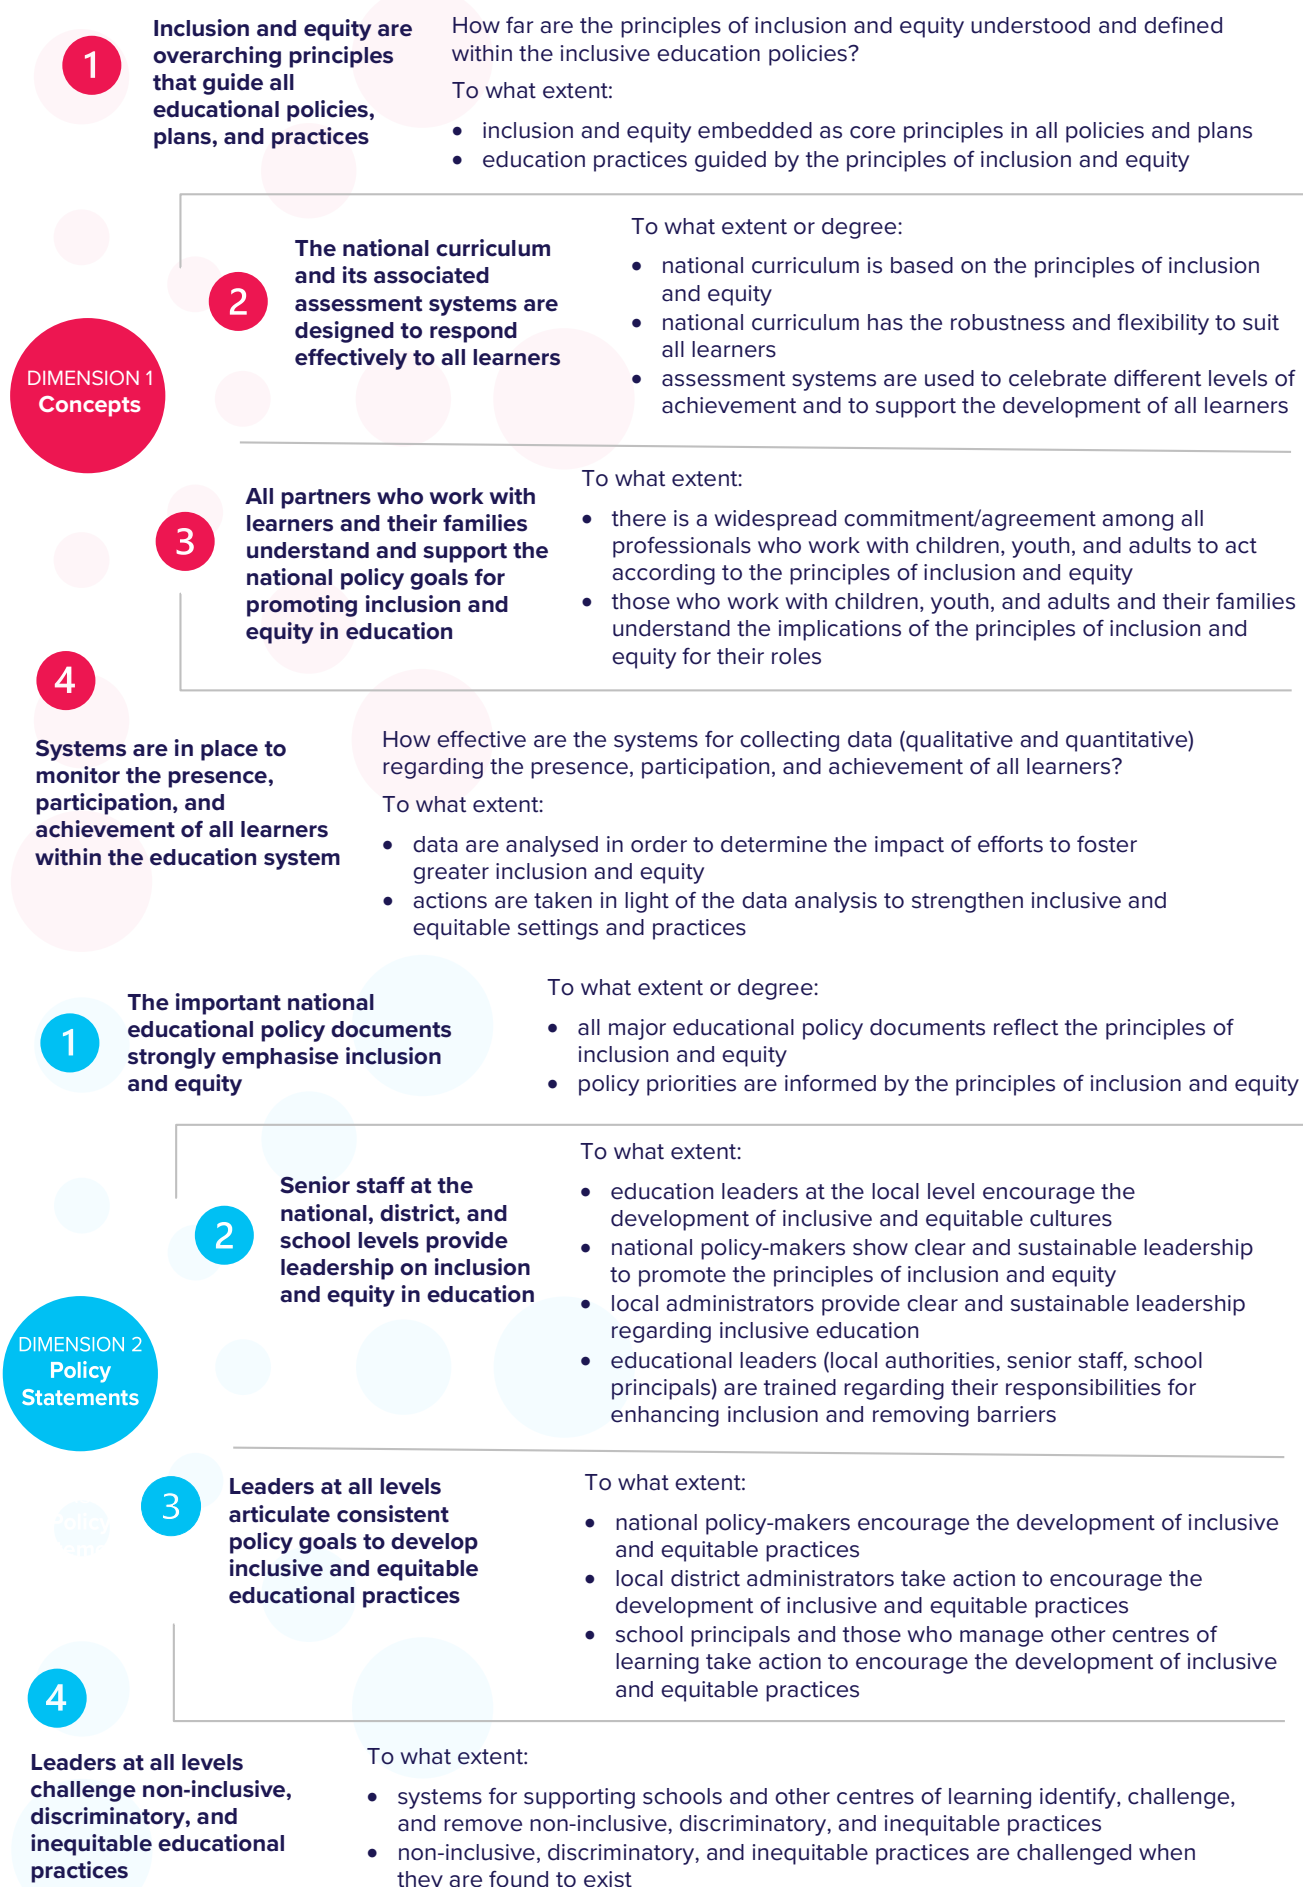 1
Inclusion and equity are
overarching principles
that guide all
educational policies,
plans, and practices
How far are the principles of inclusion and equity understood and defined
within the inclusive education policies?
To what extent:
• inclusion and equity embedded as core principles in all policies and plans
• education practices guided by the principles of inclusion and equity
DIMENSION 1
Concepts
2
The national curriculum
and its associated
assessment systems are
designed to respond
effectively to all learners
To what extent or degree:
• national curriculum is based on the principles of inclusion
and equity
• national curriculum has the robustness and flexibility to suit
all learners
• assessment systems are used to celebrate different levels of
achievement and to support the development of all learners
3
All partners who work with
learners and their families
understand and support the
national policy goals for
promoting inclusion and
equity in education
To what extent:
• there is a widespread commitment/agreement among all
professionals who work with children, youth, and adults to act
according to the principles of inclusion and equity
• those who work with children, youth, and adults and their families
understand the implications of the principles of inclusion and
equity for their roles
4
Systems are in place to
monitor the presence,
participation, and
achievement of all learners
within the education system
How effective are the systems for collecting data (qualitative and quantitative)
regarding the presence, participation, and achievement of all learners?
To what extent:
• data are analysed in order to determine the impact of efforts to foster
greater inclusion and equity
• actions are taken in light of the data analysis to strengthen inclusive and
equitable settings and practices
1
The important national
educational policy documents
strongly emphasise inclusion
and equity
To what extent or degree:
• all major educational policy documents reflect the principles of
inclusion and equity
• policy priorities are informed by the principles of inclusion and equity
DIMENSION 2
Policy
Statements
2
Senior staff at the
national, district, and
school levels provide
leadership on inclusion
and equity in education
To what extent:
• education leaders at the local level encourage the
development of inclusive and equitable cultures
• national policy-makers show clear and sustainable leadership
to promote the principles of inclusion and equity
• local administrators provide clear and sustainable leadership
regarding inclusive education
• educational leaders (local authorities, senior staff, school
principals) are trained regarding their responsibilities for
enhancing inclusion and removing barriers
Policy
3
Leaders at all levels
articulate consistent
policy goals to develop
inclusive and equitable
educational practices
To what extent:
• national policy-makers encourage the development of inclusive
and equitable practices
• local district administrators take action to encourage the
development of inclusive and equitable practices
• school principals and those who manage other centres of
learning take action to encourage the development of inclusive
and equitable practices
4
Leaders at all levels
challenge non-inclusive,
discriminatory, and
inequitable educational
practices
To what extent:
• systems for supporting schools and other centres of learning identify, challenge,
and remove non-inclusive, discriminatory, and inequitable practices
• non-inclusive, discriminatory, and inequitable practices are challenged when
they are found to exist